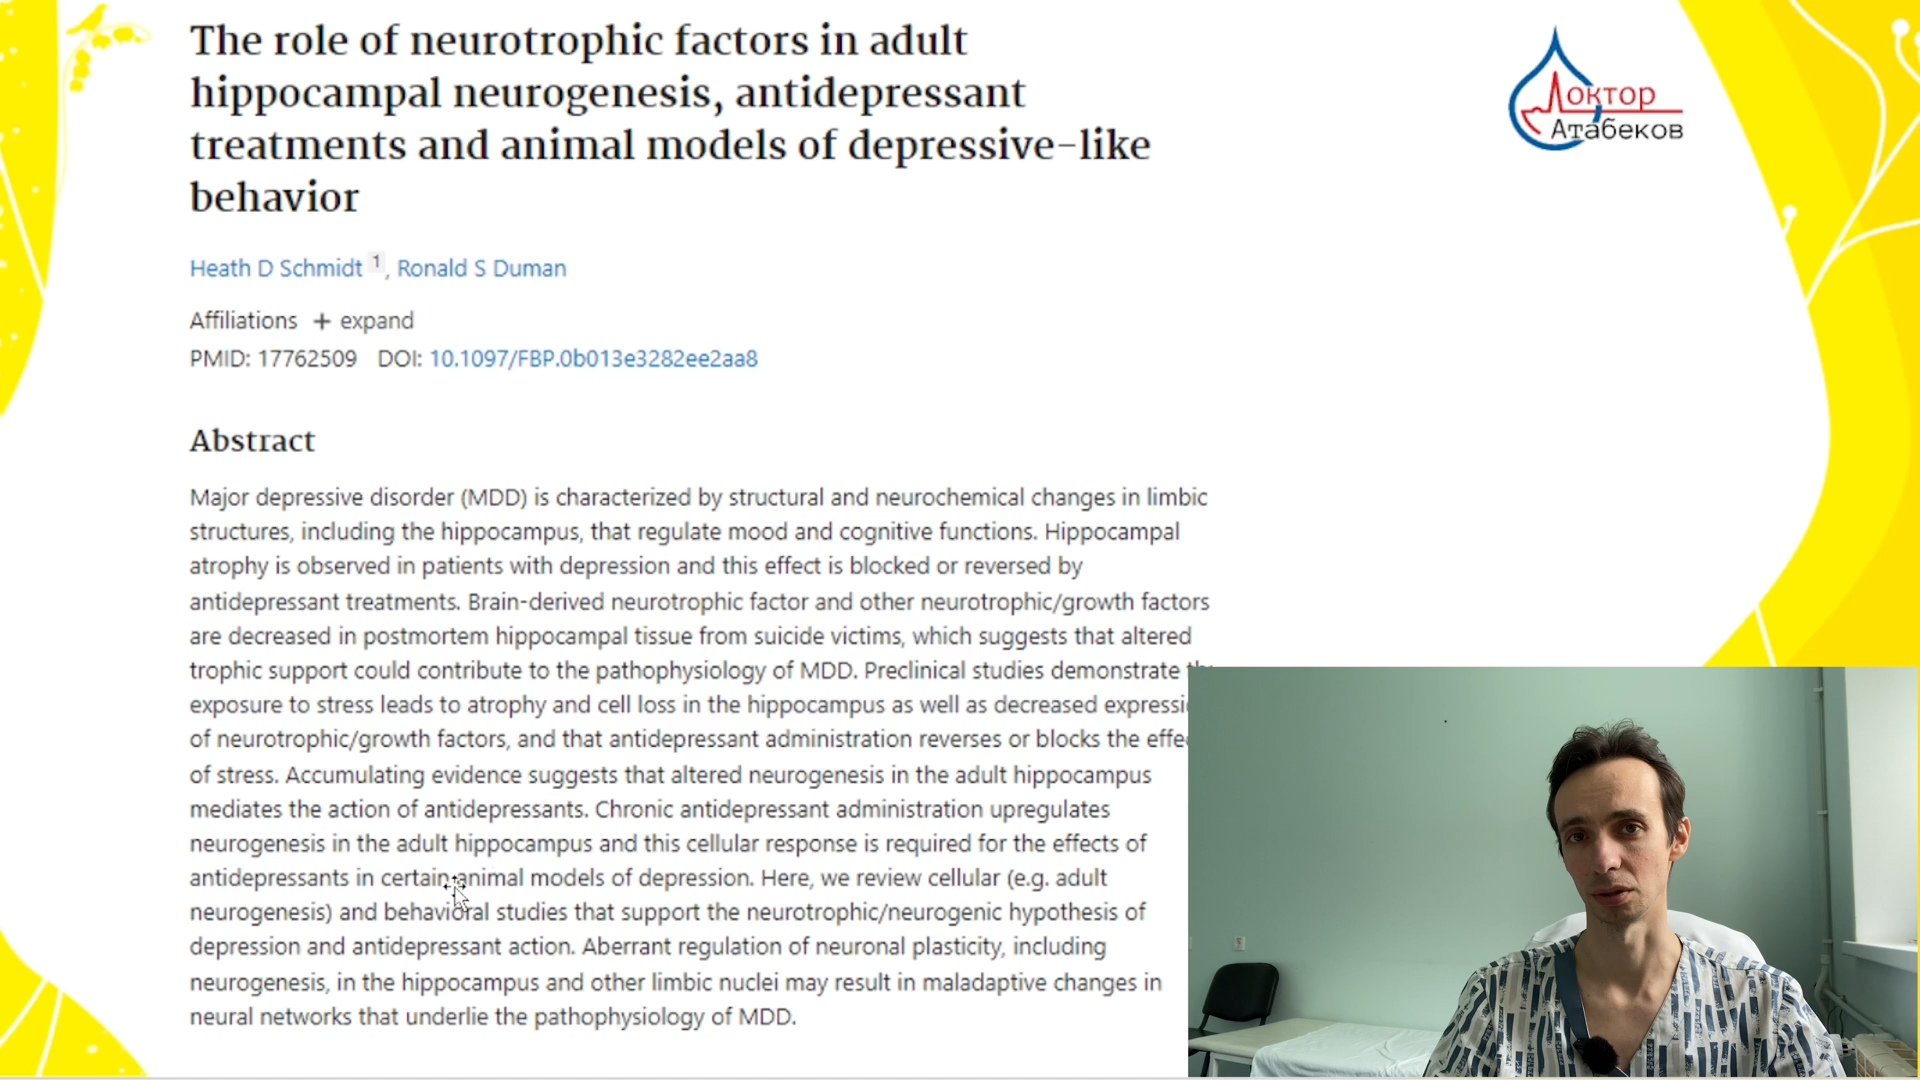 The role of neurotrophic factors in adult
hippocampal neurogenesis, antidepressant
treatments and animal models of depressive-like
behavior
Доктор
Атабеков
Heath D Schmidt 1, Ronald S Duman
Affiliations + expand
PMID: 17762509 DOI: 10.1097/FBP.0b013e3282ee2aa8
Abstract
Major depressive disorder (MDD) is characterized by structural and neurochemical changes in limbic
structures, including the hippocampus, that regulate mood and cognitive functions. Hippocampal
atrophy is observed in patients with depression and this effect is blocked or reversed by
antidepressant treatments. Brain-derived neurotrophic factor and other neurotrophic/growth factors
are decreased in postmortem hippocampal tissue from suicide victims, which suggests that altered
trophic support could contribute to the pathophysiology of MDD. Preclinical studies demonstrate
exposure to stress leads to atrophy and cell loss in the hippocampus as well as decreased
of neurotrophic/growth factors, and that antidepressant administration reverses or blocks the
of stress. Accumulating evidence suggests that altered neurogenesis in the adult hippocampus
mediates the action of antidepressants. Chronic antidepressant administration upregulates
neurogenesis in the adult hippocampus and this cellular response is required for the effects of
antidepressants in certain animal models of depression. Here, we review cellular (e.g. adult
neurogenesis) and behavioral studies that support the neurotrophic/neurogenic hypothesis of
depression and antidepressant action. Aberrant regulation of neuronal plasticity, including
neurogenesis, in the hippocampus and other limbic nuclei may result in maladaptive changes in
neural networks that underlie the pathophysiology of MDD.